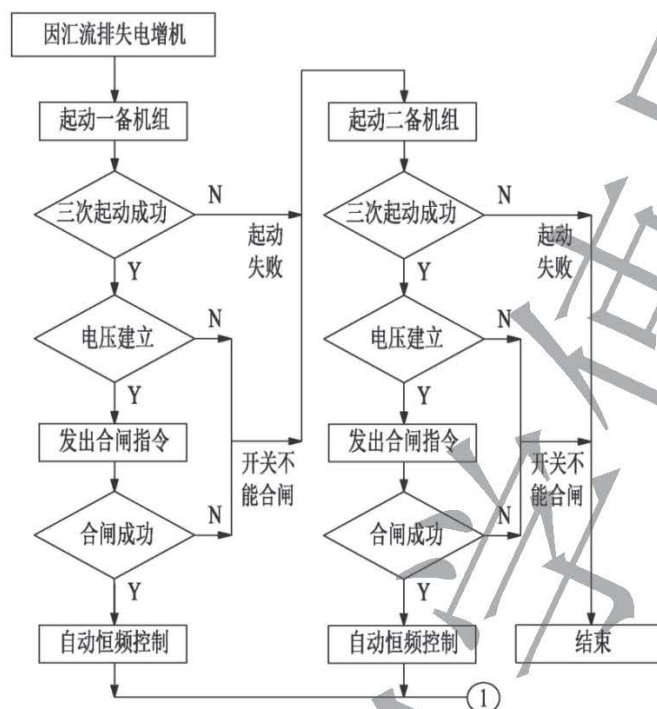 因汇流排失电增机
起动一备机组
三次起动成功
N
起动
失败
Y
电压建立
N
Y
发出合闸指令
开关不
能合闸
合闸成功
N
Y
自动恒频控制
起动二备机组
三次起动成功
N
起动
失败
Y
电压建立
N
Y
发出合闸指令
开关不
能合闸
合闸成功
N
Y
自动恒频控制
结束
1